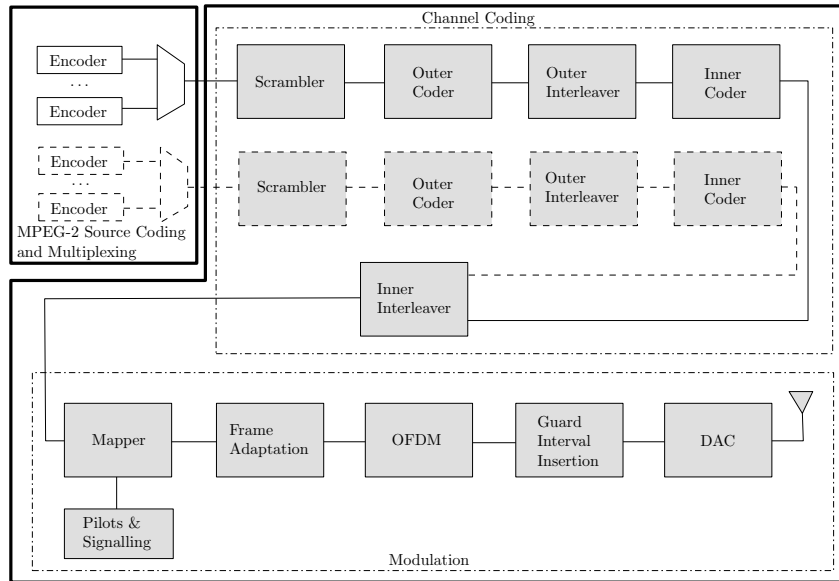 Channel Coding
Encoder
...
Encoder
Scrambler
Outer
Coder
Outer
Interleaver
Inner
Coder
Encoder
...
Encoder
Scrambler
Outer
Coder
Outer
Interleaver
Inner
Coder
MPEG-2 Source Coding
and Multiplexing
Inner
Interleaver
Mapper
Frame
Adaptation
OFDM
Guard
Interval
Insertion
DAC
Pilots &
Signalling
Modulation